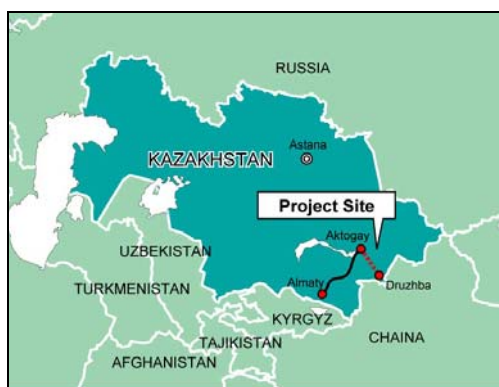 RUSSIA
Astana
KAZAKHSTAN
Project Site
Aktogay
UZBEKISTAN
Almaty
Druzhba
TURKMENISTAN
KYRGYZ
CHAINA
TAJIKISTAN
AFGHANISTAN